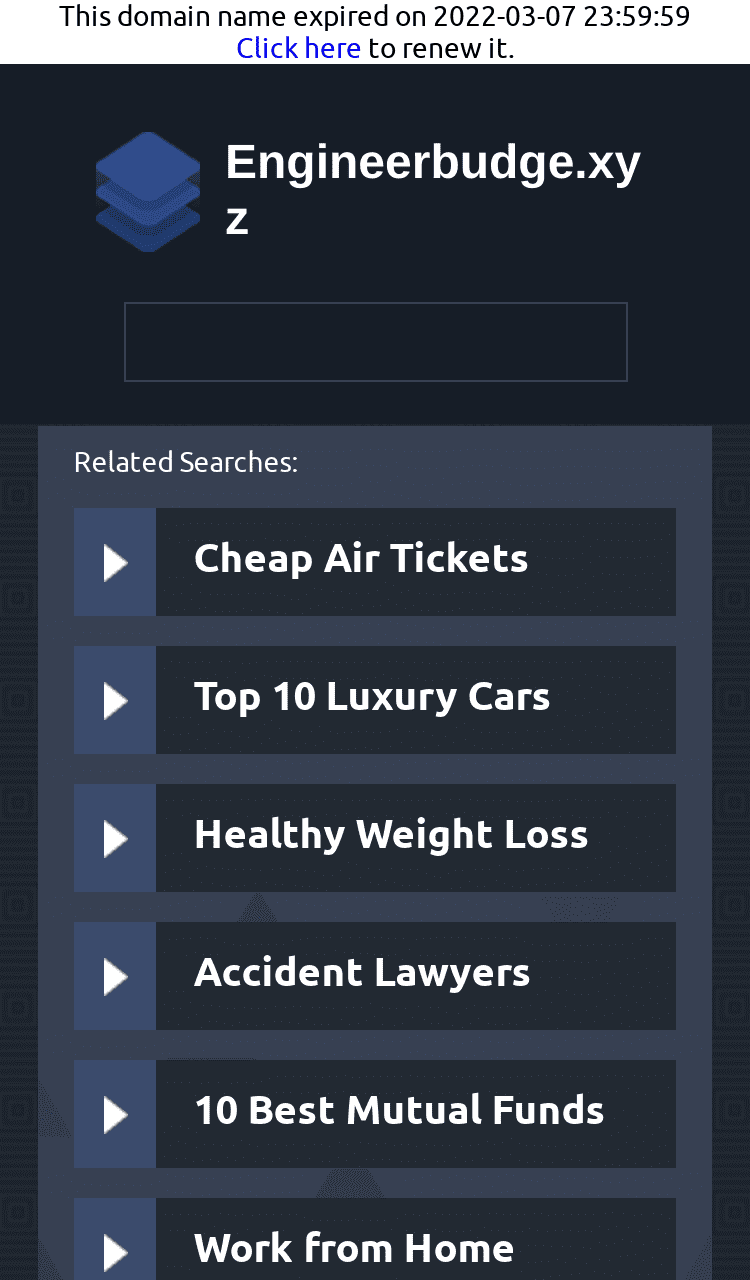 This domain name expired on 2022-03-07 23:59:59
Click here to renew it.
Engineerbudge.xy
z
Related Searches:
Cheap Air Tickets
Top 10 Luxury Cars
Healthy Weight Loss
Accident Lawyers
10 Best Mutual Funds
Work from Home